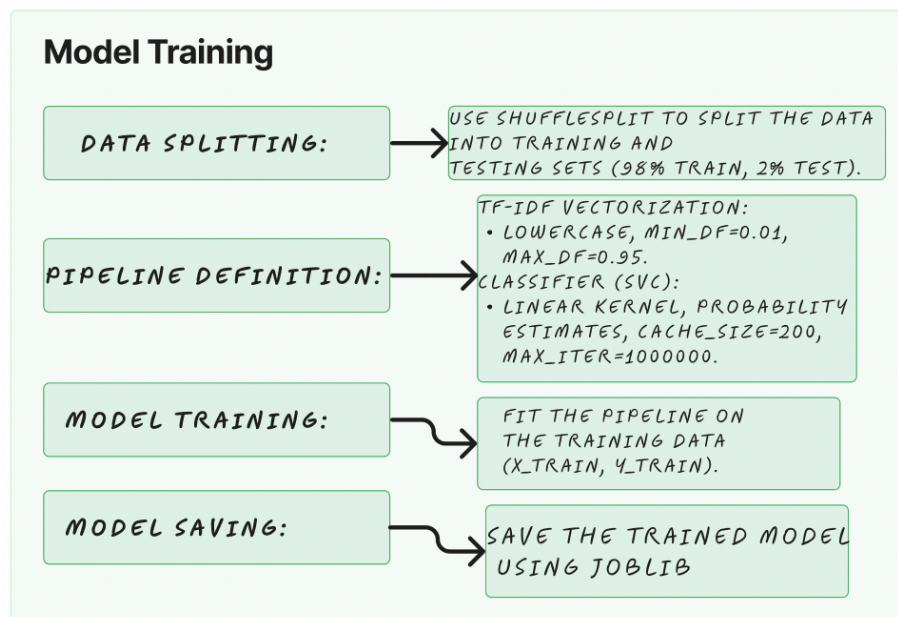 Model Training
DATA SPLITTING:
USE SHUFFLESPLIT TO SPLIT THE DATA
INTO TRAINING AND
TESTING SETS (98% TRAIN, 2% TEST).
PIPELINE DEFINITION:
TF-IDF VECTORIZATION:
• LOWERCASE, MIN_DF=0.01,
MAX_DF=0.95.
CLASSIFIER (SVC):
• LINEAR KERNEL, PROBABILITY
ESTIMATES, CACHE_SIZE=200,
MAX_ITER=1000000.
MODEL TRAINING:
FIT THE PIPELINE ON
THE TRAINING DATA
(X_TRAIN, Y_TRAIN).
MODEL SAVING:
SAVE THE TRAINED MODEL
USING JOBLIB